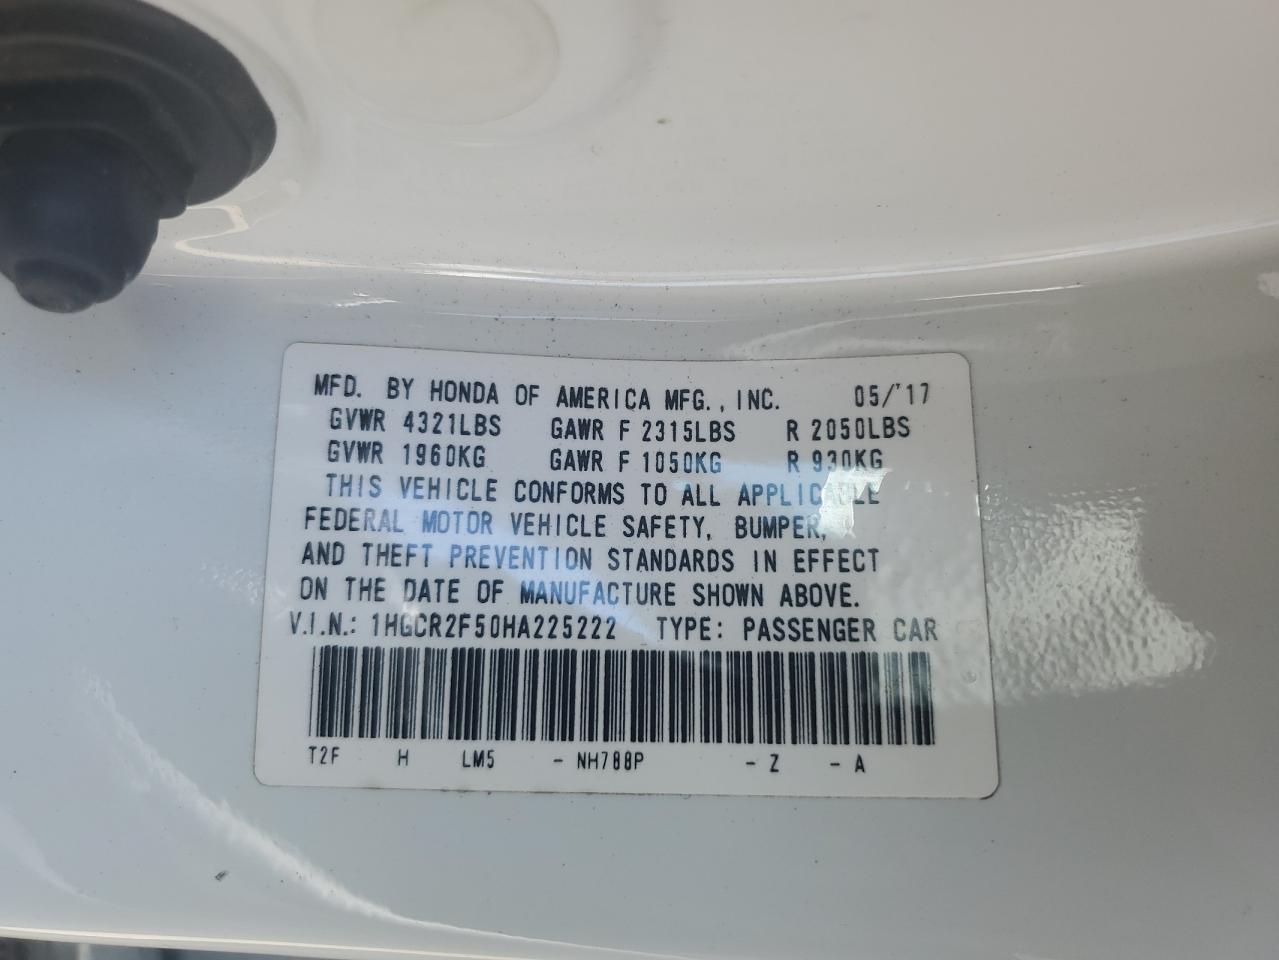 MFD. BY HONDA OF AMERICA MFG., INC. 05/'17
GVWR 4321LBS GAWR F 2315LBS R 2050LBS
GVWR 1960KG GAWR F 1050KG R 930KG
THIS VEHICLE CONFORMS TO ALL APPLICABLE
FEDERAL MOTOR VEHICLE SAFETY, BUMPER,
AND THEFT PREVENTION STANDARDS IN EFFECT
ON THE DATE OF MANUFACTURE SHOWN ABOVE.
V.I.N.: 1HGCR2F50HA225222 TYPE: PASSENGER CAR
T2F H LM5 - NH788P - Z - A